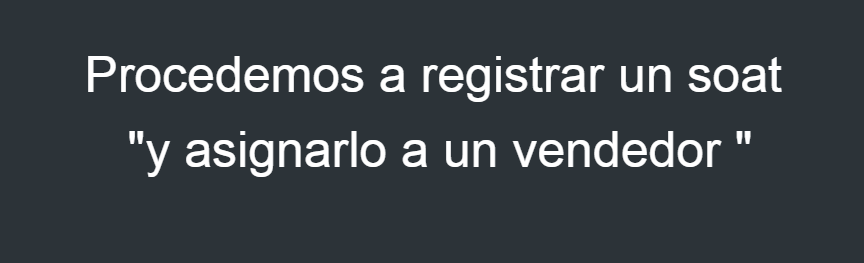 Procedemos a registrar un soat
"y asignarlo a un vendedor "